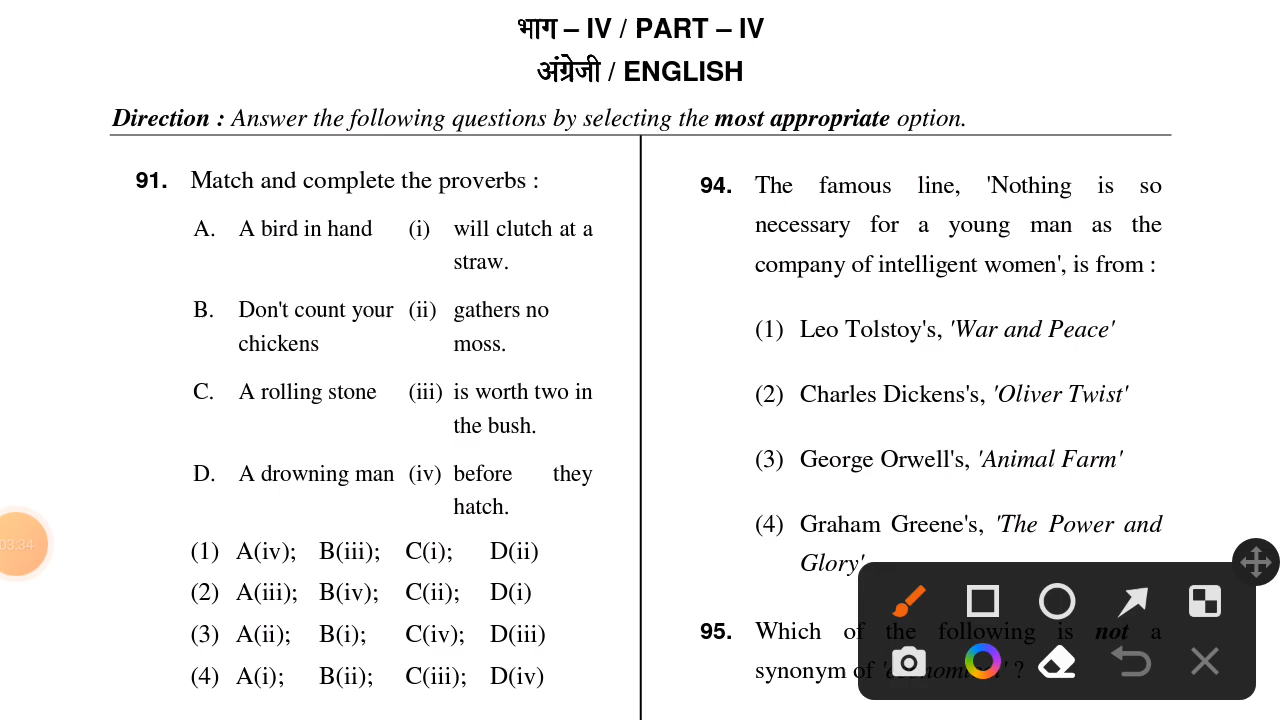 भाग – IV / PART – IV
अंग्रेजी / ENGLISH
Direction : Answer the following questions by selecting the most appropriate option.
91. Match and complete the proverbs :
A. A bird in hand (i) will clutch at a
straw.
B. Don't count your (ii) gathers no
chickens moss.
C. A rolling stone (iii) is worth two in
the bush.
D. A drowning man (iv) before they
hatch.
(1) A(iv); B(iii); C(i); D(ii)
(2) A(iii); B(iv); C(ii); D(i)
(3) A(ii); B(i); C(iv); D(iii)
(4) A(i); B(ii); C(iii); D(iv)
94. The famous line, 'Nothing is so
necessary for a young man as the
company of intelligent women', is from :
(1) Leo Tolstoy's, 'War and Peace'
(2) Charles Dickens's, 'Oliver Twist'
(3) George Orwell's, 'Animal Farm'
(4) Graham Greene's, 'The Power and
Glory'
95. Which of the following is not a
synonym of ?
03:34